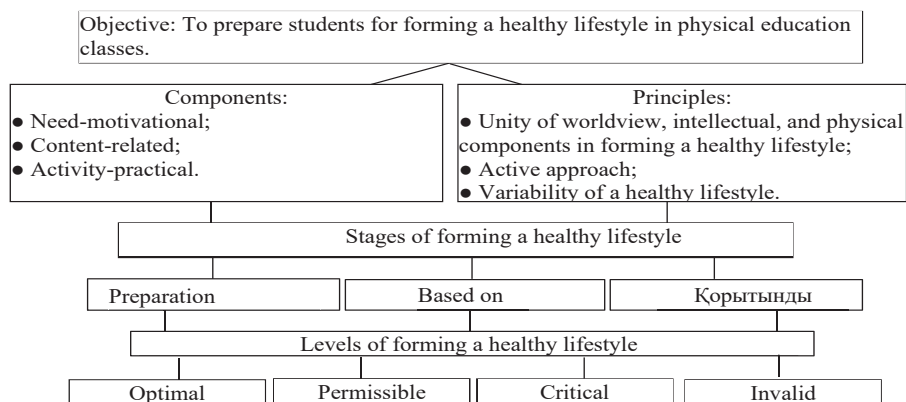 Objective: To prepare students for forming a healthy lifestyle in physical education
classes.
Components:
● Need-motivational;
● Content-related;
● Activity-practical.
Principles:
● Unity of worldview, intellectual, and physical
components in forming a healthy lifestyle;
● Active approach;
● Variability of a healthy lifestyle.
Stages of forming a healthy lifestyle
Preparation
Based on
Қорытынды
Levels of forming a healthy lifestyle
Optimal
Permissible
Critical
Invalid